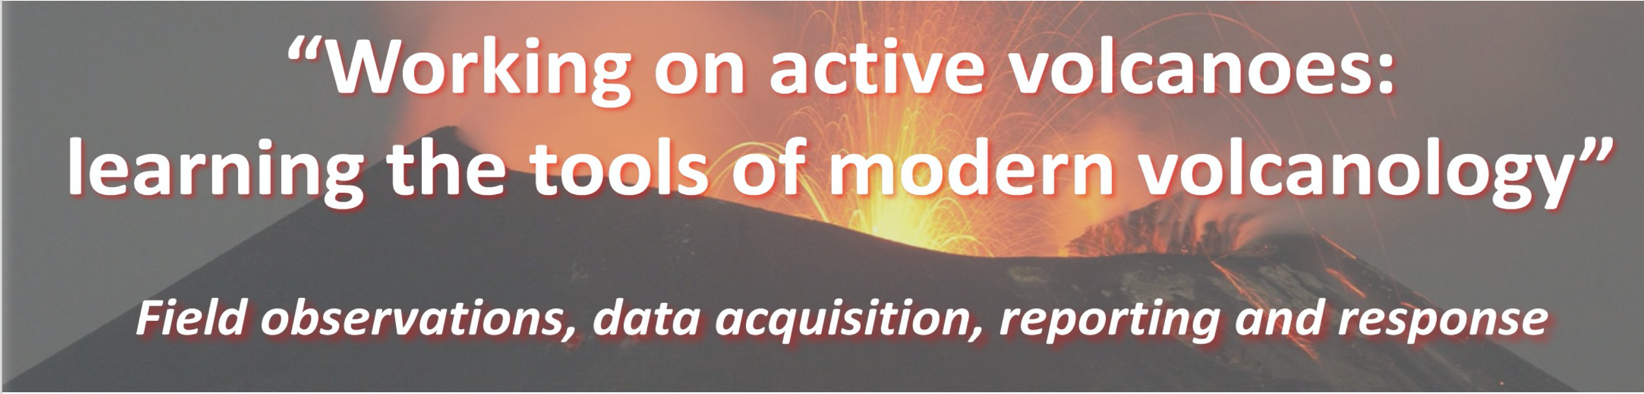 “Working on active volcanoes:
learning the tools of modern volcanology”
Field observations, data acquisition, reporting and response